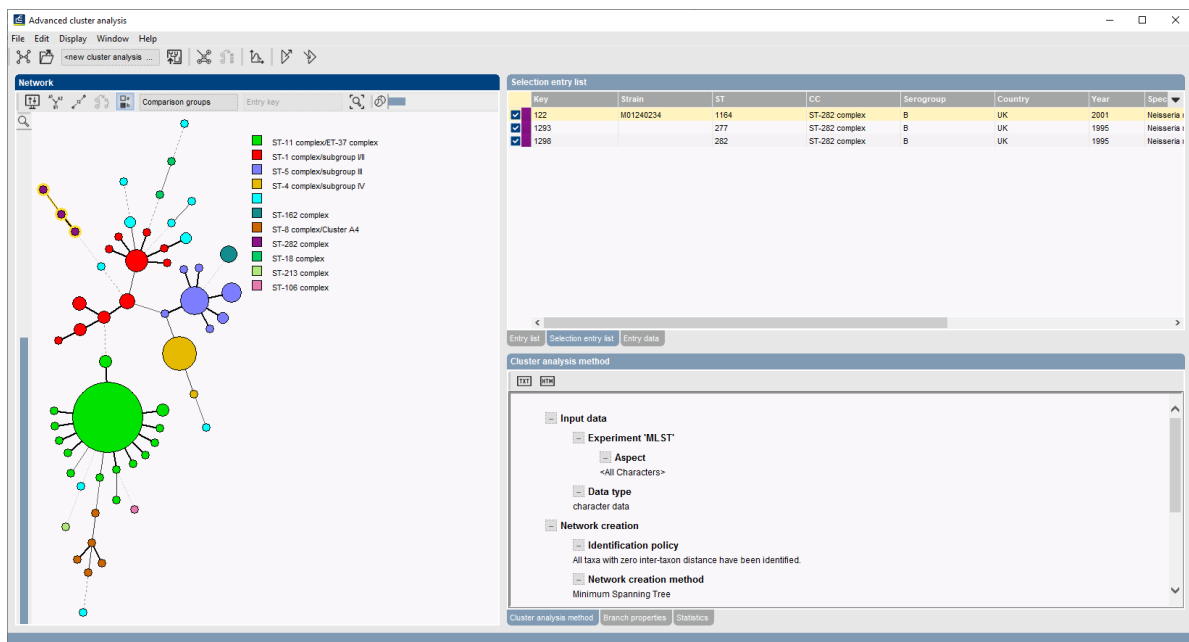 Advanced cluster analysis
File Edit Display Window Help
<new cluster analysis ...
Network
Comparison groups Entry key
ST-11 complex/ET-37 complex
ST-1 complex/subgroup I/II
ST-5 complex/subgroup III
ST-4 complex/subgroup IV
ST-162 complex
ST-8 complex/Cluster A4
ST-282 complex
ST-18 complex
ST-213 complex
ST-106 complex
Selection entry list
Key Strain ST CC Serogroup Country Year Spec
122 M01240234 1164 ST-282 complex B UK 2001 Neisseria
1293 277 ST-282 complex B UK 1995 Neisseria
1298 282 ST-282 complex B UK 1995 Neisseria
Entry list Selection entry list Entry data
Cluster analysis method
TXT HTM
Input data
Experiment 'MLST'
Aspect
<All Characters>
Data type
character data
Network creation
Identification policy
All taxa with zero inter-taxon distance have been identified.
Network creation method
Minimum Spanning Tree
Cluster analysis method Branch properties Statistics